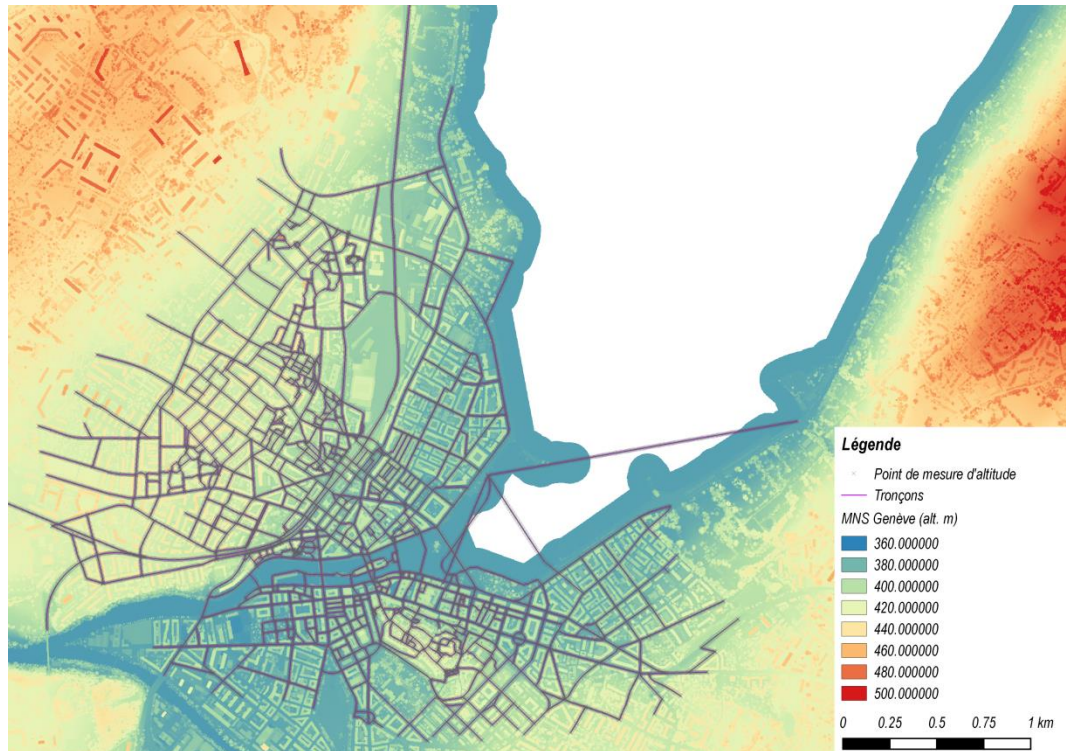 Légende
Point de mesure d'altitude
Tronçons
MNS Genève (alt. m)
360.000000
380.000000
400.000000
420.000000
440.000000
460.000000
480.000000
500.000000
0 0.25 0.5 0.75 1 km